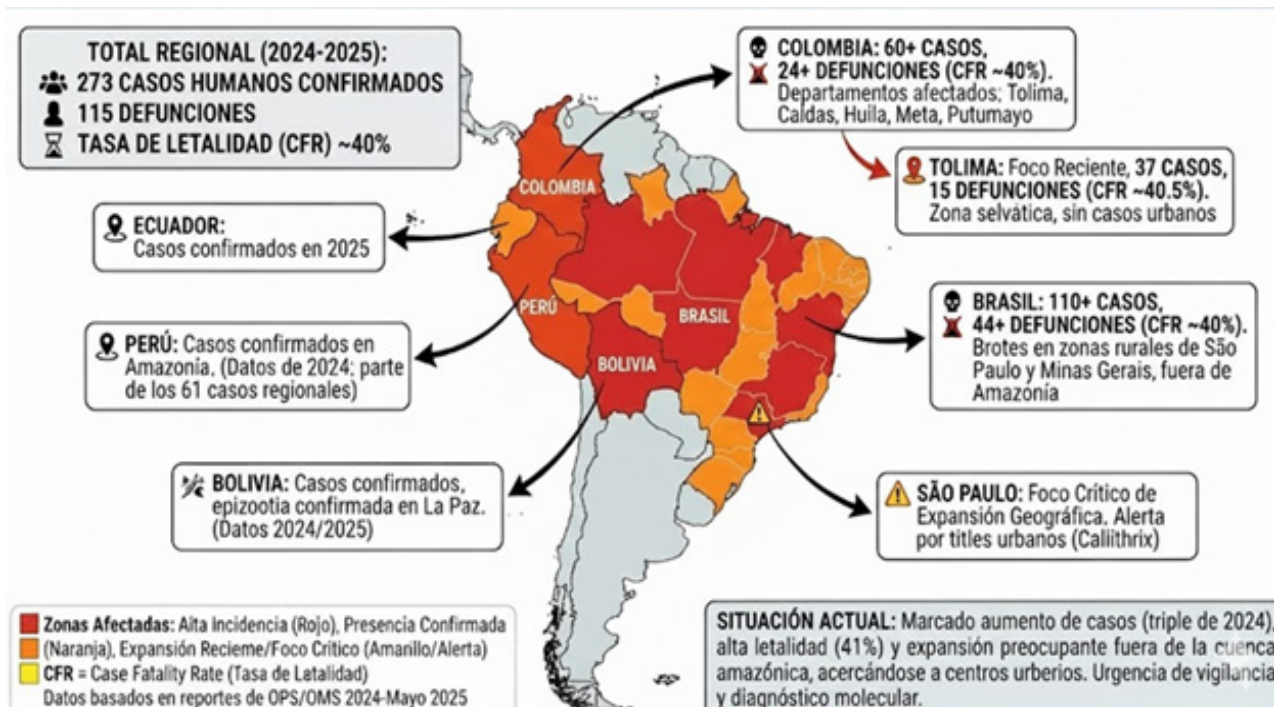 TOTAL REGIONAL (2024-2025):
273 CASOS HUMANOS CONFIRMADOS
115 DEFUNCIONES
TASA DE LETALIDAD (CFR) ~40%
COLOMBIA: 60+ CASOS,
24+ DEFUNCIONES (CFR ~40%).
Departamentos afectados: Tolima,
Caldas, Huila, Meta, Putumayo
TOLIMA: Foco Reciente, 37 CASOS,
15 DEFUNCIONES (CFR ~40.5%).
Zona selvática, sin casos urbanos
ECUADOR:
Casos confirmados en 2025
COLOMBIA
PERÚ
BRASIL
BOLIVIA
BRASIL: 110+ CASOS,
44+ DEFUNCIONES (CFR ~40%).
Brotes en zonas rurales de São
Paulo y Minas Gerais, fuera de
Amazonía
PERÚ: Casos confirmados en
Amazonía. (Datos de 2024; parte
de los 61 casos regionales)
BOLIVIA: Casos confirmados,
epizootia confirmada en La Paz.
(Datos 2024/2025)
SÃO PAULO: Foco Crítico de
Expansión Geográfica. Alerta
por titles urbanos (Caliithrix)
Zonas Afectadas: Alta Incidencia (Rojo), Presencia Confirmada
(Naranja), Expansión Recieme/Foco Crítico (Amarillo/Alerta)
CFR = Case Fatality Rate (Tasa de Letalidad)
Datos basados en reportes de OPS/OMS 2024-Mayo 2025
SITUACIÓN ACTUAL: Marcado aumento de casos (triple de 2024),
alta letalidad (41%) y expansión preocupante fuera de la cuenca
amazónica, acercándose a centros urberios. Urgencia de vigilancia
y diagnóstico molecular.